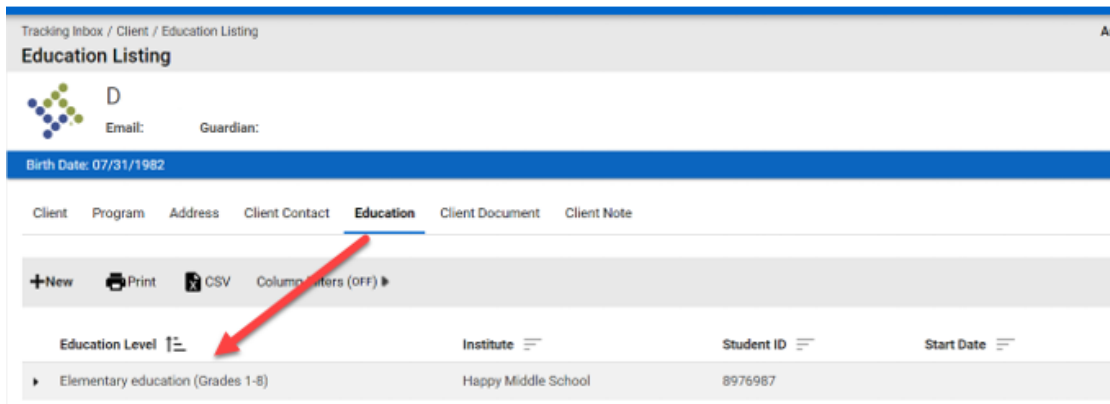 Tracking Inbox / Client / Education Listing
Education Listing
D
Email: Guardian:
Birth Date: 07/31/1982
Client Program Address Client Contact Education Client Document Client Note
New Print CSV (OFF)
Education Level Institute Student ID Start Date
Elementary education (Grades 1-8) Happy Middle School 8976987